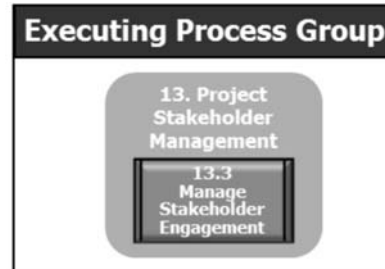 Executing Process Group
13. Project
Stakeholder
Management
13.3
Manage
Stakeholder
Engagement